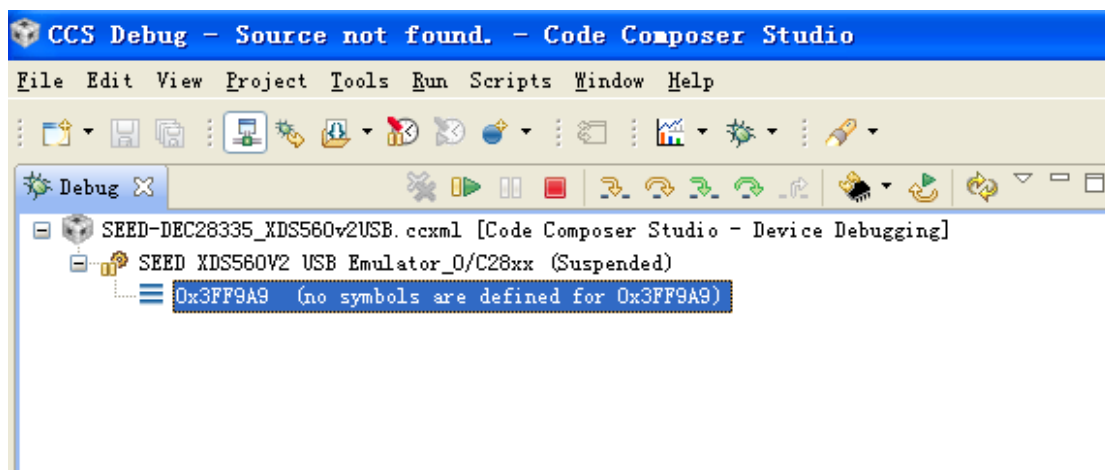 CCS Debug - Source not found. - Code Composer Studio
File Edit View Project Tools Run Scripts Window Help
Debug
SEED-DEC28335_XDS560v2USB.ccxml [Code Composer Studio - Device Debugging]
SEED XDS560V2 USB Emulator_0/C28xx (Suspended)
0x3FF9A9 (no symbols are defined for 0x3FF9A9)